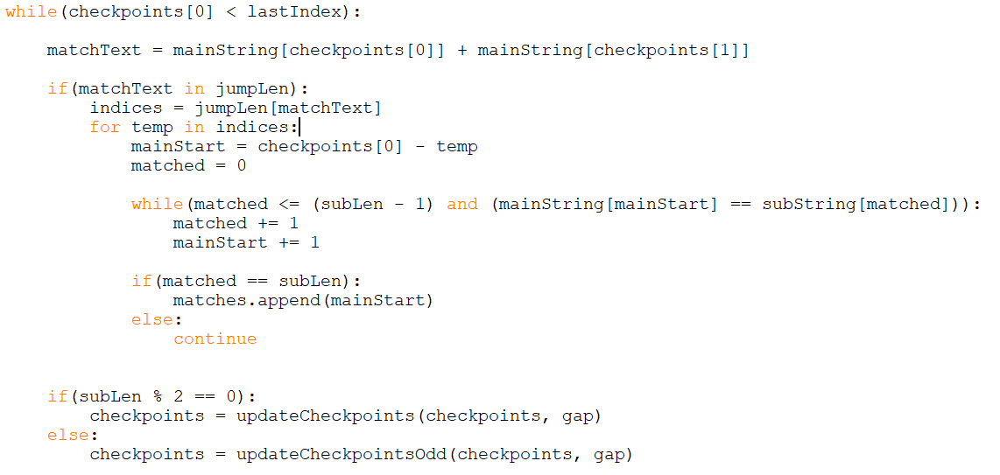 while(checkpoints[0] < lastIndex):
matchText = mainString[checkpoints[0]] + mainString[checkpoints[1]]
if(matchText in jumpLen):
indices = jumpLen[matchText]
for temp in indices:
mainStart = checkpoints[0] - temp
matched = 0
while(matched <= (subLen - 1) and (mainString[mainStart] == subString[matched])):
matched += 1
mainStart += 1
if(matched == subLen):
matches.append(mainStart)
else:
continue
if(subLen % 2 == 0):
checkpoints = updateCheckpoints(checkpoints, gap)
else:
checkpoints = updateCheckpointsOdd(checkpoints, gap)